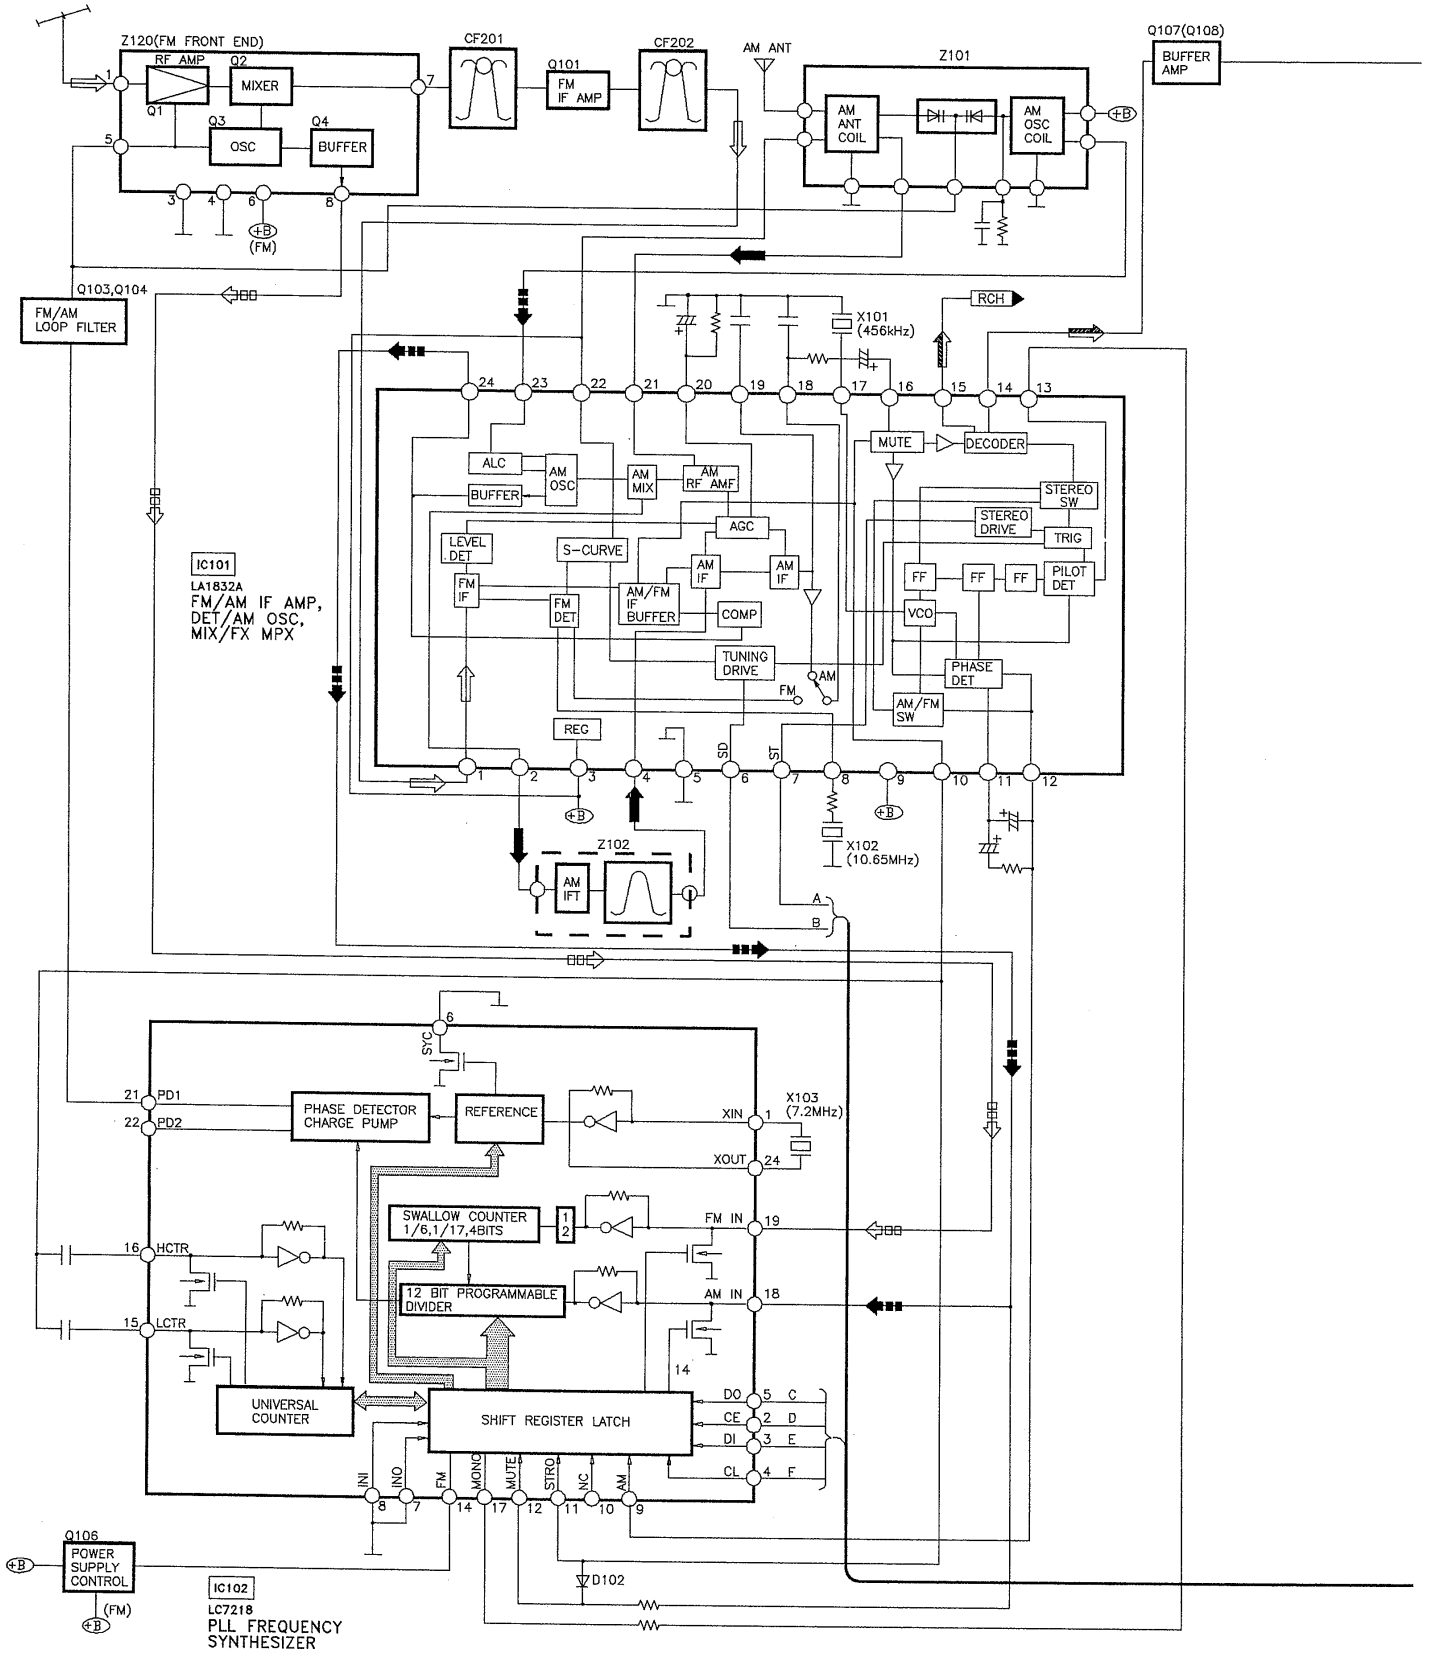 Z120(FM FRONT END)
RF AMP
Q2
MIXER
Q1
Q3
OSC
Q4
BUFFER
1
7
5
3
4
6
8
+B
(FM)
CF201
Q101
FM
IF AMP
CF202
AM ANT
Z101
AM
ANT
COIL
AM
OSC
COIL
+B
Q107(Q108)
BUFFER
AMP
Q103,Q104
FM/AM
LOOP FILTER
RCH
X101
(456kHz)
+
+
24
23
22
21
20
19
18
17
16
15
14
13
ALC
AM
OSC
BUFFER
AM
MIX
AM
RF AMF
MUTE
DECODER
STEREO
SW
STEREO
DRIVE
TRIG
AGC
LEVEL
DET
S-CURVE
AM
IF
AM
IF
FM
IF
FM
DET
AM/FM
IF
BUFFER
COMP
FF
FF
FF
PILOT
DET
VCO
TUNING
DRIVE
PHASE
DET
AM
FM
AM/FM
SW
REG
SD
ST
IC101
LA1832A
FM/AM IF AMP,
DET/AM OSC,
MIX/FX MPX
1
2
3
4
5
6
7
8
9
10
11
12
+B
+B
X102
(10.65MHz)
+
+
Z102
AM
IFT
A
B
6
SYC
21
PD1
22
PD2
PHASE DETECTOR
CHARGE PUMP
REFERENCE
XIN
1
X103
(7.2MHz)
XOUT
24
SWALLOW COUNTER
1/6,1/17,4BITS
1
2
FM IN
19
16
HCTR
12 BIT PROGRAMMABLE
DIVIDER
AM IN
18
15
LCTR
14
UNIVERSAL
COUNTER
SHIFT REGISTER LATCH
DO
5
C
CE
2
D
DI
3
E
CL
4
F
INI
INO
FM
MONO
MUTE
STRO
NC
AM
8
7
14
17
12
11
10
9
Q106
+B
POWER
SUPPLY
CONTROL
(FM)
+B
IC102
LC7218
PLL FREQUENCY
SYNTHESIZER
D102